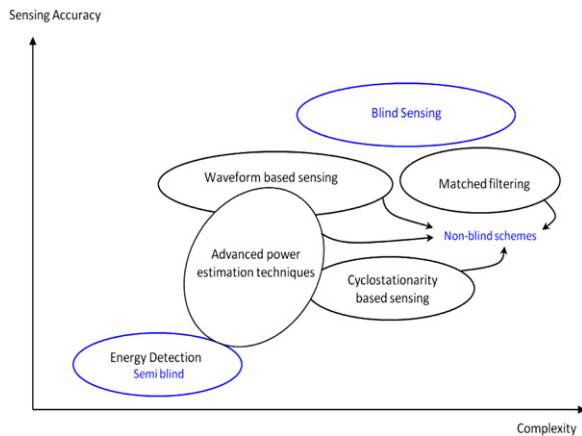 Sensing Accuracy
Blind Sensing
Waveform based sensing
Matched filtering
Non-blind schemes
Advanced power
estimation techniques
Cyclostationarity
based sensing
Energy Detection
Semi blind
Complexity